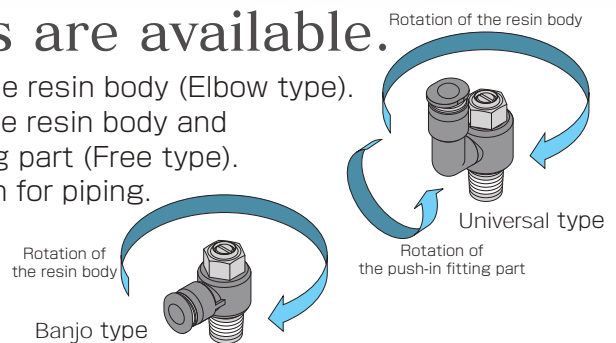 s are available.
Rotation of the resin body
e resin body (Elbow type).
e resin body and
g part (Free type).
n for piping.
Universal type
Rotation of
the push-in fitting part
Rotation of
the resin body
Banjo type